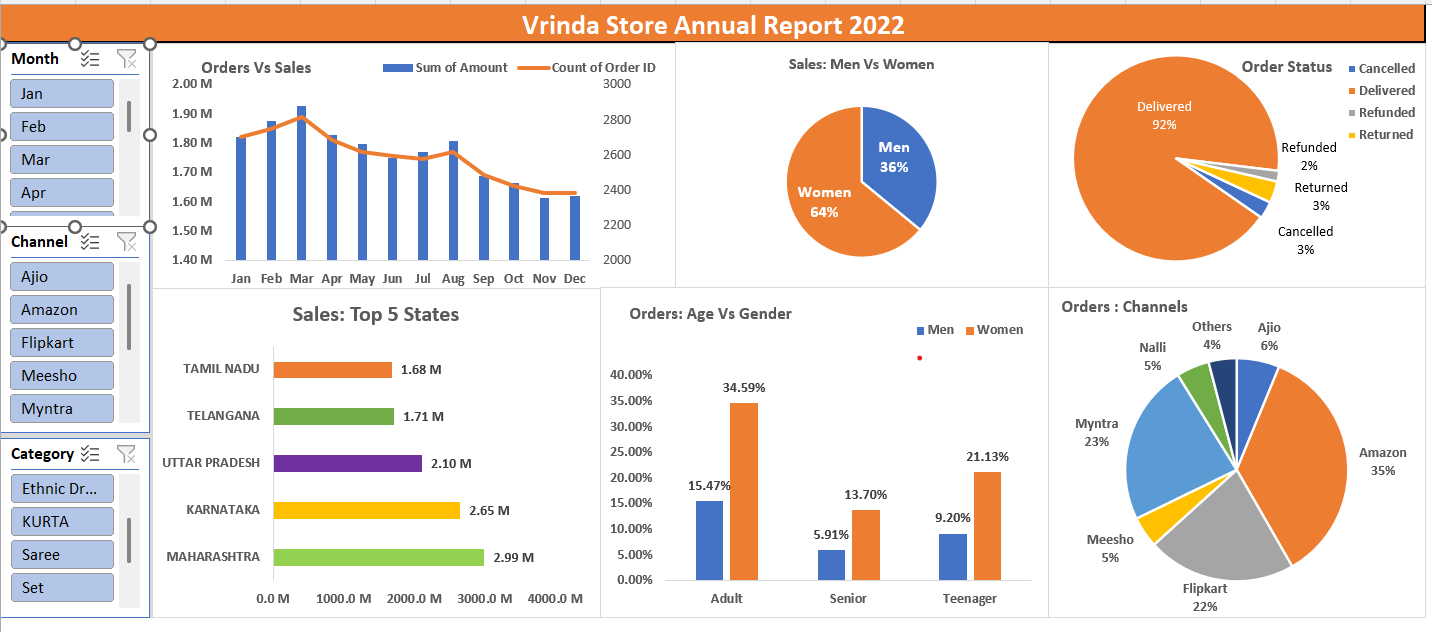 Vrinda Store Annual Report 2022
Month
Jan
Feb
Mar
Apr
Channel
Ajio
Amazon
Flipkart
Meesho
Myntra
Category
Ethnic Dr...
KURTA
Saree
Set
Orders Vs Sales
Sum of Amount
Count of Order ID
2.00 M
1.90 M
1.80 M
1.70 M
1.60 M
1.50 M
1.40 M
3000
2800
2600
2400
2200
2000
Jan Feb Mar Apr May Jun Jul Aug Sep Oct Nov Dec
Sales: Men Vs Women
Men
36%
Women
64%
Order Status
Cancelled
Delivered
Refunded
Returned
Delivered
92%
Refunded
2%
Returned
3%
Cancelled
3%
Sales: Top 5 States
TAMIL NADU 1.68 M
TELANGANA 1.71 M
UTTAR PRADESH 2.10 M
KARNATAKA 2.65 M
MAHARASHTRA 2.99 M
0.0 M 1000.0 M 2000.0 M 3000.0 M 4000.0 M
Orders: Age Vs Gender
Men Women
40.00%
35.00%
30.00%
25.00%
20.00%
15.00%
10.00%
5.00%
0.00%
15.47%
34.59%
5.91%
13.70%
9.20%
21.13%
Adult Senior Teenager
Orders : Channels
Others
4%
Ajio
6%
Nalli
5%
Myntra
23%
Amazon
35%
Meesho
5%
Flipkart
22%